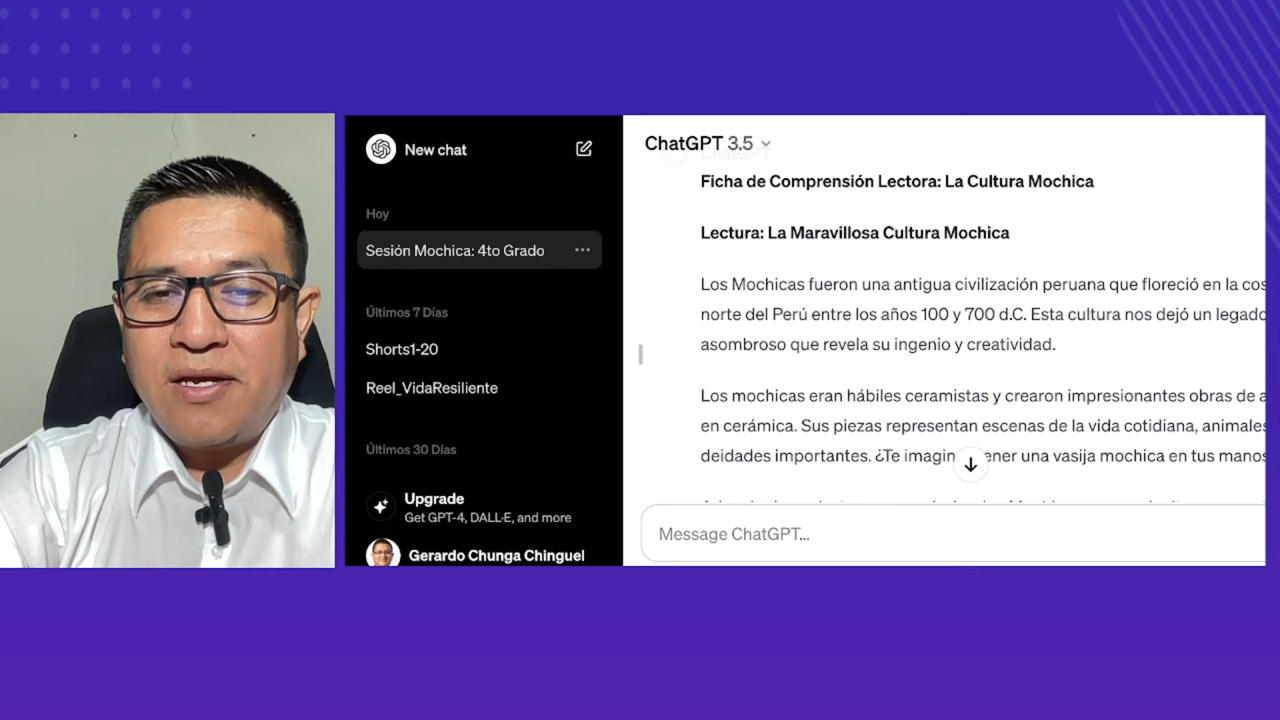 New chat
Hoy
Sesión Mochica: 4to Grado
Últimos 7 Días
Shorts1-20
Reel_VidaResiliente
Últimos 30 Días
Upgrade
Get GPT-4, DALL·E, and more
Gerardo Chunga Chinguel
ChatGPT 3.5
ChatGPT
Ficha de Comprensión Lectora: La Cultura Mochica
Lectura: La Maravillosa Cultura Mochica
Los Mochicas fueron una antigua civilización peruana que floreció en la cos
norte del Perú entre los años 100 y 700 d.C. Esta cultura nos dejó un legado
asombroso que revela su ingenio y creatividad.
Los mochicas eran hábiles ceramistas y crearon impresionantes obras de a
en cerámica. Sus piezas representan escenas de la vida cotidiana, animales
deidades importantes. ¿Te imagin ener una vasija mochica en tus manos
Message ChatGPT...